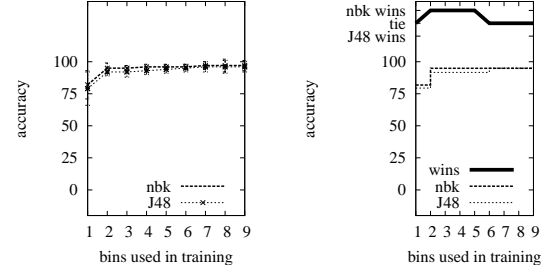 100
75
50
25
0
accuracy
nbk
J48
1 2 3 4 5 6 7 8 9
bins used in training
nbk wins
tie
J48 wins
100
75
50
25
0
accuracy
wins
nbk
J48
1 2 3 4 5 6 7 8 9
bins used in training